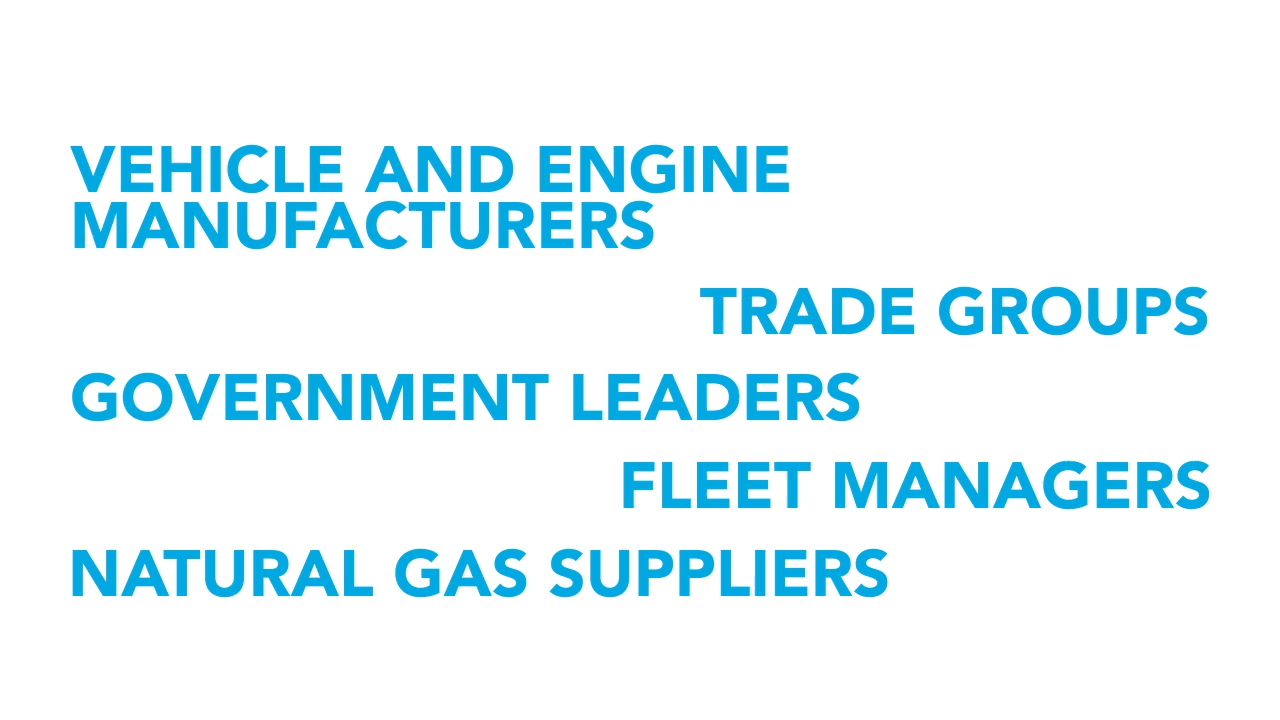 VEHICLE AND ENGINE
MANUFACTURERS
TRADE GROUPS
GOVERNMENT LEADERS
FLEET MANAGERS
NATURAL GAS SUPPLIERS